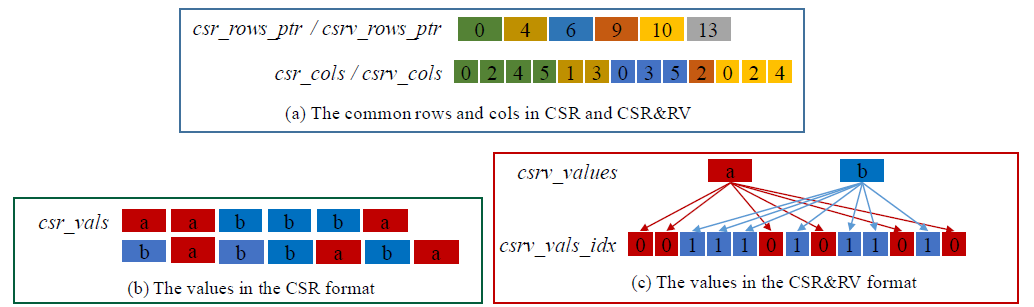 csr_rows_ptr / csrv_rows_ptr 0 4 6 9 10 13
csr_cols / csrv_cols 0 2 4 5 1 3 0 3 5 2 0 2 4
(a) The common rows and cols in CSR and CSR&RV
csr_vals a a b b b a
b a b b a b a
(b) The values in the CSR format
csrv_values a b
csrv_vals_idx 0 0 1 1 1 0 1 0 1 1 0 1 0
(c) The values in the CSR&RV format